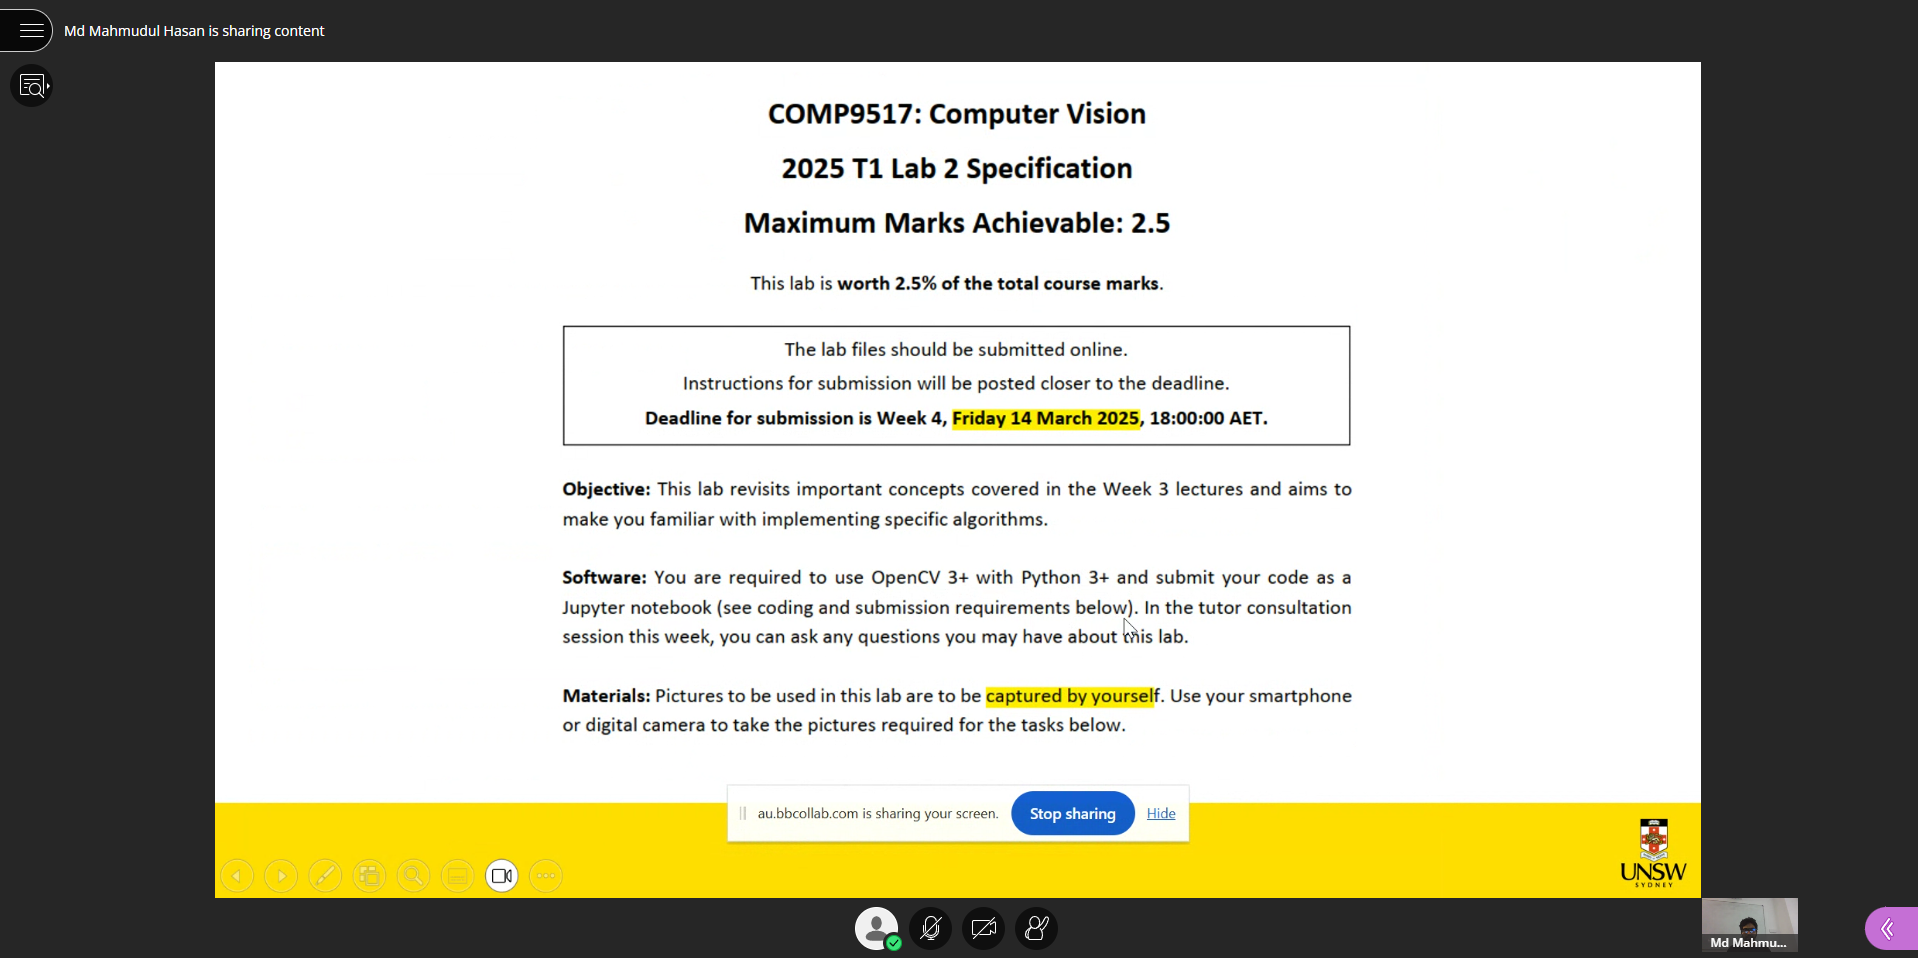 Md Mahmudul Hasan is sharing content
COMP9517: Computer Vision
2025 T1 Lab 2 Specification
Maximum Marks Achievable: 2.5
This lab is worth 2.5% of the total course marks.
The lab files should be submitted online.
Instructions for submission will be posted closer to the deadline.
Deadline for submission is Week 4, Friday 14 March 2025, 18:00:00 AET.
Objective: This lab revisits important concepts covered in the Week 3 lectures and aims to
make you familiar with implementing specific algorithms.
Software: You are required to use OpenCV 3+ with Python 3+ and submit your code as a
Jupyter notebook (see coding and submission requirements below). In the tutor consultation
session this week, you can ask any questions you may have about this lab.
Materials: Pictures to be used in this lab are to be captured by yourself. Use your smartphone
or digital camera to take the pictures required for the tasks below.
au.bbcollab.com is sharing your screen.
Stop sharing
Hide
UNSW
SYDNEY
Md Mahmu...